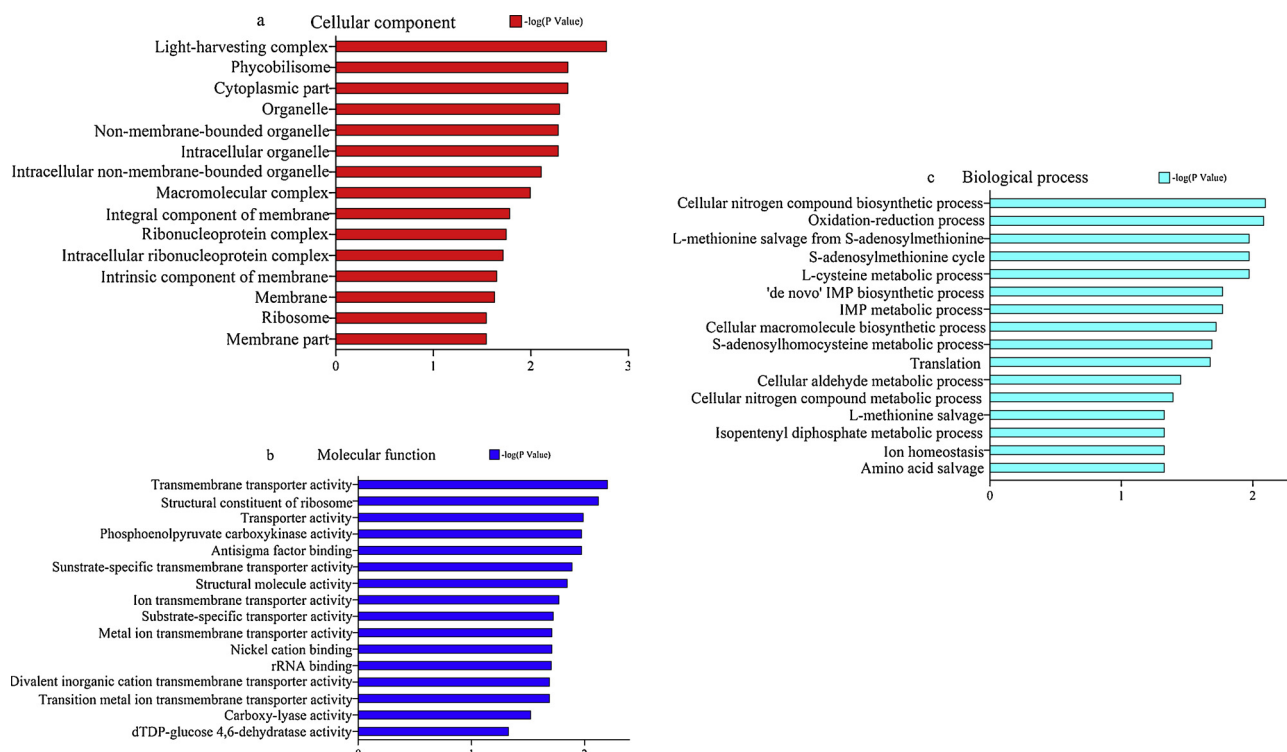 a Cellular component -log(P Value)
Light-harvesting complex
Phycobilisome
Cytoplasmic part
Organelle
Non-membrane-bounded organelle
Intracellular organelle
Intracellular non-membrane-bounded organelle
Macromolecular complex
Integral component of membrane
Ribonucleoprotein complex
Intracellular ribonucleoprotein complex
Intrinsic component of membrane
Membrane
Ribosome
Membrane part
0 1 2 3
b Molecular function -log(P Value)
Transmembrane transporter activity
Structural constituent of ribosome
Transporter activity
Phosphoenolpyruvate carboxykinase activity
Antisigma factor binding
Sunstrate-specific transmembrane transporter activity
Structural molecule activity
Ion transmembrane transporter activity
Substrate-specific transporter activity
Metal ion transmembrane transporter activity
Nickel cation binding
rRNA binding
Divalent inorganic cation transmembrane transporter activity
Transition metal ion transmembrane transporter activity
Carboxy-lyase activity
dTDP-glucose 4,6-dehydratase activity
0 1 2
c Biological process -log(P Value)
Cellular nitrogen compound biosynthetic process
Oxidation-reduction process
L-methionine salvage from S-adenosylmethionine
S-adenosylmethionine cycle
L-cysteine metabolic process
'de novo' IMP biosynthetic process
IMP metabolic process
Cellular macromolecule biosynthetic process
S-adenosylhomocysteine metabolic process
Translation
Cellular aldehyde metabolic process
Cellular nitrogen compound metabolic process
L-methionine salvage
Isopentenyl diphosphate metabolic process
Ion homeostasis
Amino acid salvage
0 1 2